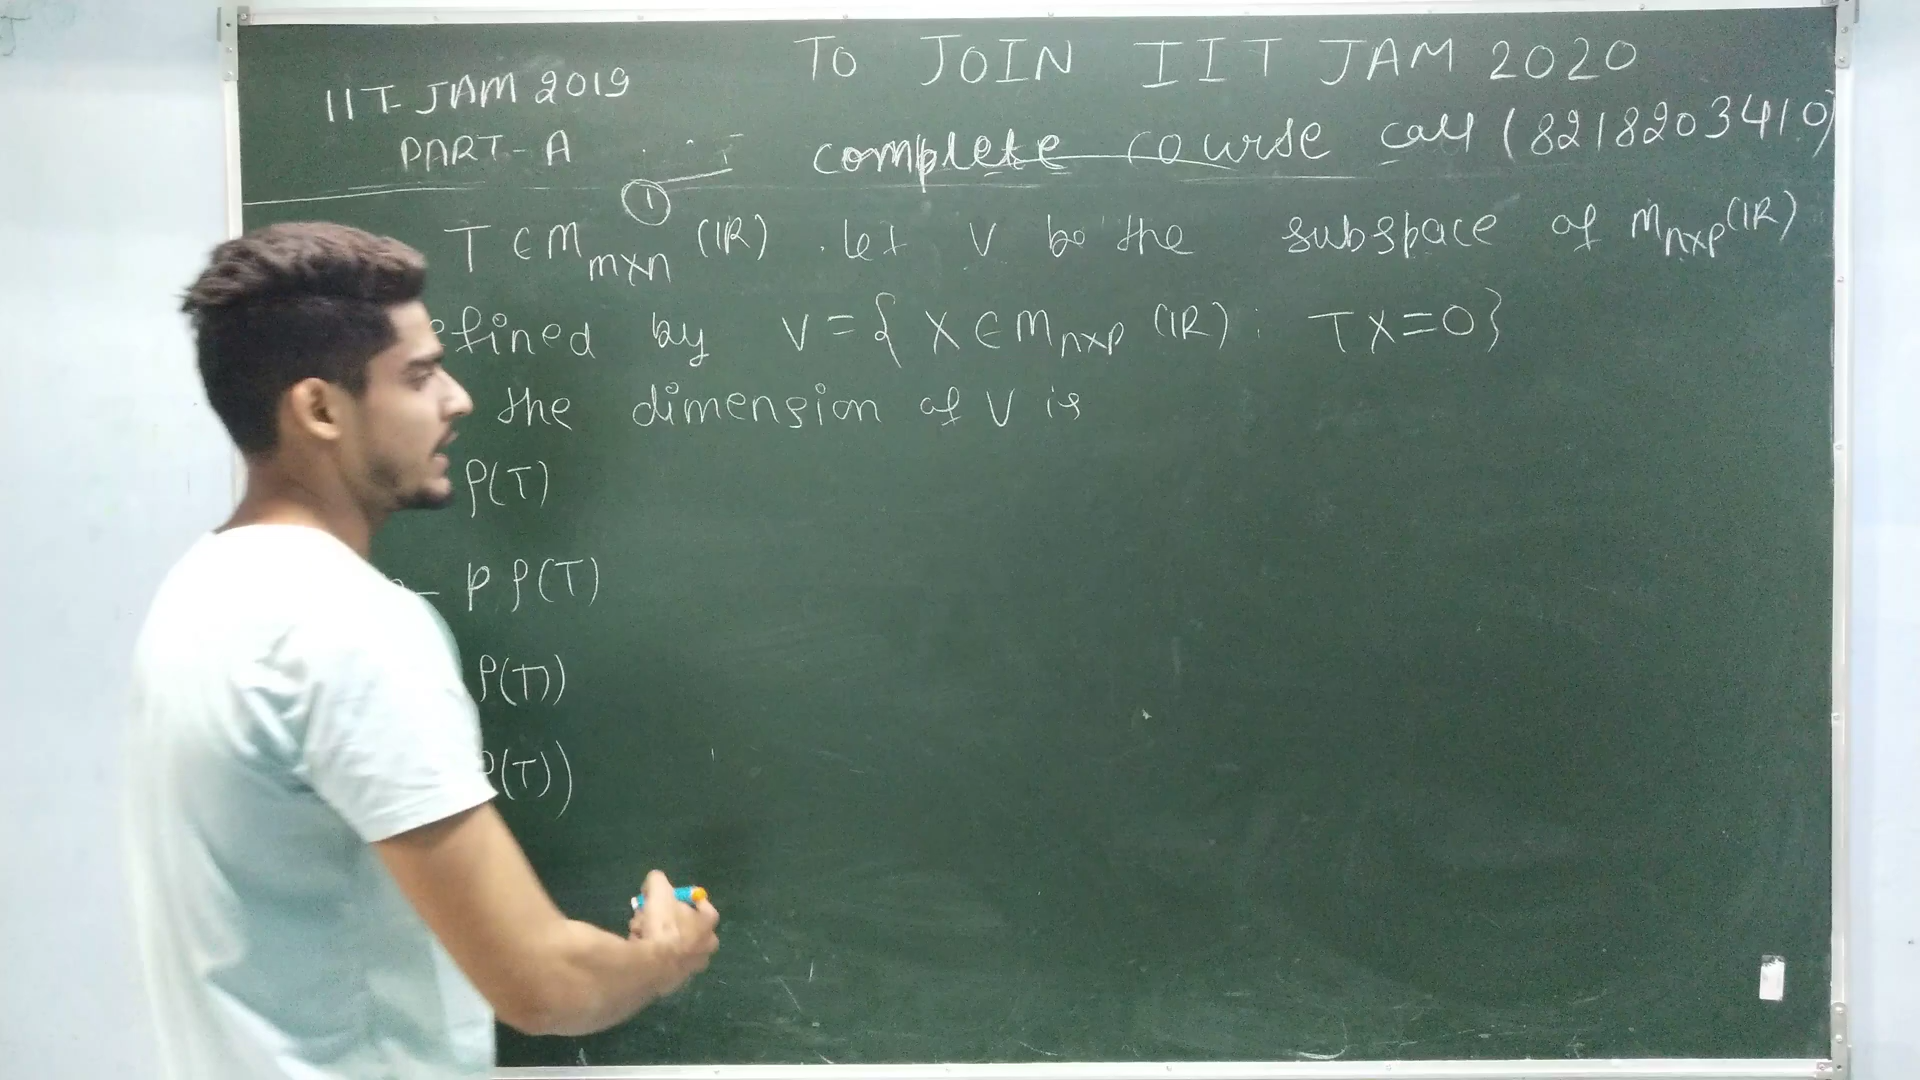 IIT-JAM 2019
PART-A
TO JOIN IIT JAM 2020
complete course call (8218203410)
①
T ∈ M_{m×n} (IR) . let V be the subspace of M_{n×p}(IR)
efined by V = { X ∈ M_{n×p} (IR) : TX=0}
the dimension of V is
ρ(T)
- p ρ(T)
ρ(T))
ρ(T))